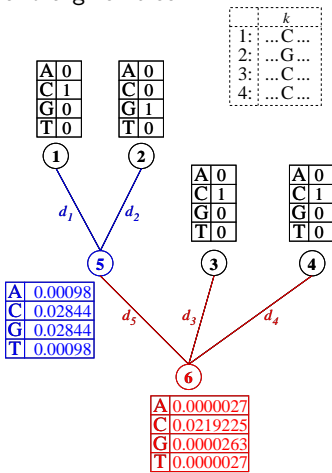 k
1: ...C...
2: ...G...
3: ...C...
4: ...C...
A 0
C 1
G 0
T 0
A 0
C 0
G 1
T 0
1
2
A 0
C 1
G 0
T 0
A 0
C 1
G 0
T 0
d1
d2
5
3
4
A 0.00098
C 0.02844
G 0.02844
T 0.00098
d5
d3
d4
6
A 0.0000027
C 0.0219225
G 0.0000263
T 0.0000027